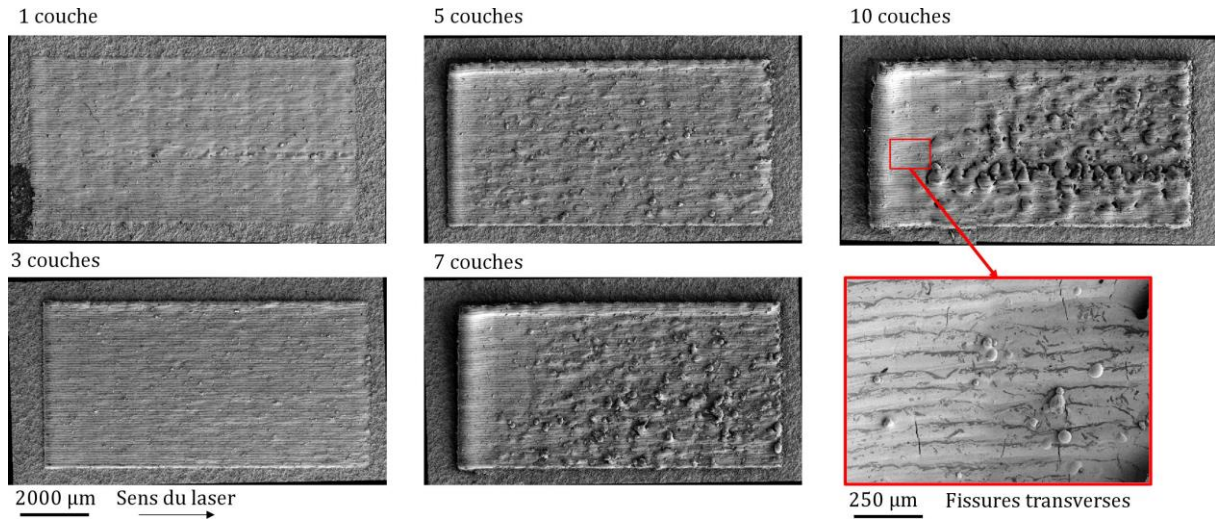 1 couche
5 couches
10 couches
3 couches
7 couches
2000 µm
Sens du laser
250 µm
Fissures transverses